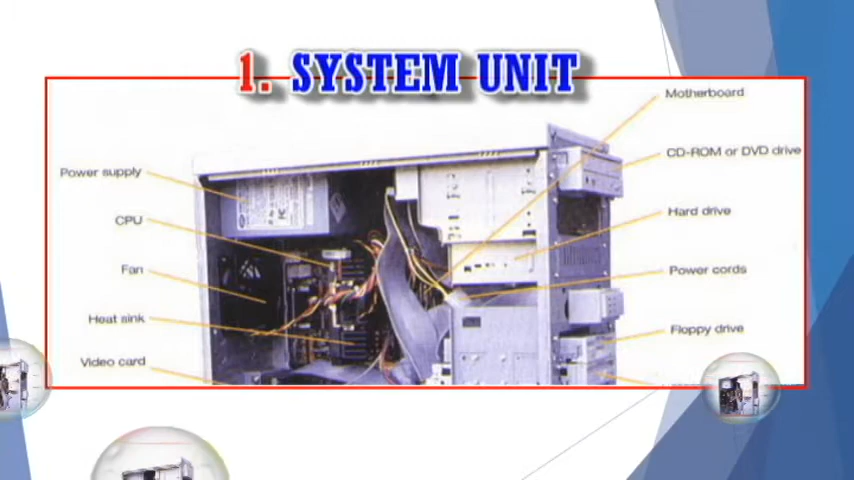 1. SYSTEM UNIT
Motherboard
Power supply
CD-ROM or DVD drive
CPU
Hard drive
Fan
Power cords
Heat sink
Floppy drive
Video card